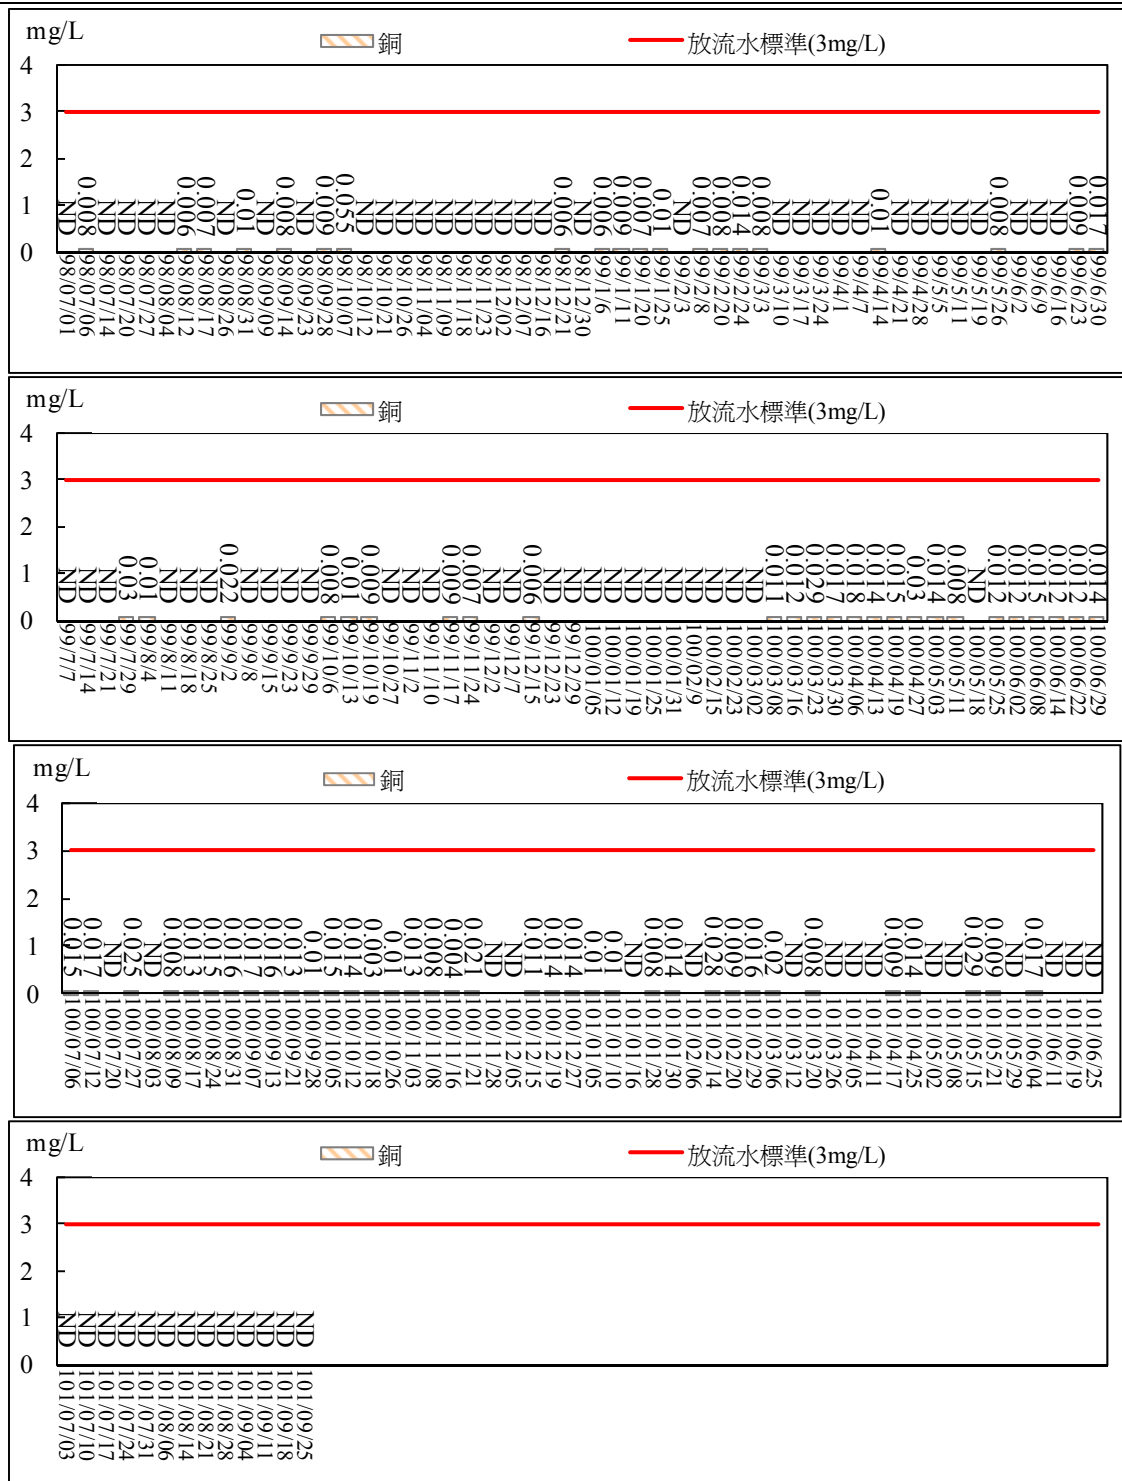 mg/L
銅 放流水標準(3mg/L)
4
3
2
1
0
ND 0.008 ND ND ND ND 0.006 0.007 ND 0.01 ND 0.008 ND 0.009 0.055 ND ND ND ND ND ND ND ND ND ND 0.006 ND 0.006 0.009 0.007 0.01 ND 0.007 0.008 0.014 0.008 ND ND ND ND ND 0.01 ND ND ND ND ND 0.008 ND ND ND 0.009 0.017
98/07/01 98/07/06 98/07/14 98/07/20 98/07/27 98/08/04 98/08/12 98/08/17 98/08/26 98/08/31 98/09/09 98/09/14 98/09/23 98/09/28 98/10/07 98/10/12 98/10/21 98/10/26 98/11/04 98/11/09 98/11/18 98/11/23 98/12/02 98/12/07 98/12/16 98/12/21 98/12/30 99/1/6 99/1/11 99/1/20 99/1/25 99/2/3 99/2/8 99/2/20 99/2/24 99/3/3 99/3/10 99/3/17 99/3/24 99/4/1 99/4/7 99/4/14 99/4/21 99/4/28 99/5/5 99/5/11 99/5/19 99/5/26 99/6/2 99/6/9 99/6/16 99/6/23 99/6/30
mg/L
銅 放流水標準(3mg/L)
4
3
2
1
0
ND ND ND 0.03 0.01 ND ND ND 0.022 ND ND ND ND 0.008 0.01 0.009 ND ND ND 0.009 0.007 ND ND 0.006 ND ND ND ND ND ND ND ND ND ND ND 0.011 0.012 0.029 0.017 0.018 0.014 0.015 0.03 0.014 0.008 ND 0.012 0.012 0.015 0.012 0.012 0.014
99/7/7 99/7/14 99/7/21 99/7/29 99/8/4 99/8/11 99/8/18 99/8/25 99/9/2 99/9/8 99/9/15 99/9/23 99/9/29 99/10/6 99/10/13 99/10/19 99/10/27 99/11/2 99/11/10 99/11/17 99/11/24 99/12/2 99/12/7 99/12/15 99/12/23 99/12/29 100/01/05 100/01/12 100/01/19 100/01/25 100/01/31 100/02/9 100/02/15 100/02/23 100/03/02 100/03/08 100/03/16 100/03/23 100/03/30 100/04/06 100/04/13 100/04/19 100/04/27 100/05/03 100/05/11 100/05/18 100/05/25 100/06/02 100/06/08 100/06/14 100/06/22 100/06/29
mg/L
銅 放流水標準(3mg/L)
4
3
2
1
0
0.015 0.017 ND 0.025 ND 0.008 0.013 0.015 0.016 0.017 0.016 0.013 0.01 0.015 0.014 0.003 0.01 0.013 0.008 0.004 0.021 ND ND 0.011 0.014 0.014 0.01 0.01 ND 0.008 0.014 ND 0.028 0.009 0.016 0.02 ND 0.008 ND ND ND 0.009 0.014 ND ND 0.029 0.009 ND 0.017 ND ND ND
100/07/06 100/07/12 100/07/20 100/07/27 100/08/03 100/08/09 100/08/17 100/08/24 100/08/31 100/09/07 100/09/13 100/09/21 100/09/28 100/10/05 100/10/12 100/10/18 100/10/26 100/11/03 100/11/08 100/11/16 100/11/21 100/11/28 100/12/05 100/12/15 100/12/19 100/12/27 101/01/05 101/01/10 101/01/16 101/01/28 101/01/30 101/02/06 101/02/14 101/02/20 101/02/29 101/03/06 101/03/12 101/03/20 101/03/26 101/04/05 101/04/11 101/04/17 101/04/25 101/05/02 101/05/08 101/05/15 101/05/21 101/05/29 101/06/04 101/06/11 101/06/19 101/06/25
mg/L
銅 放流水標準(3mg/L)
4
3
2
1
0
ND ND ND ND ND ND ND ND ND ND ND ND ND
101/07/03 101/07/10 101/07/17 101/07/24 101/07/31 101/08/06 101/08/14 101/08/21 101/08/28 101/09/04 101/09/11 101/09/18 101/09/25